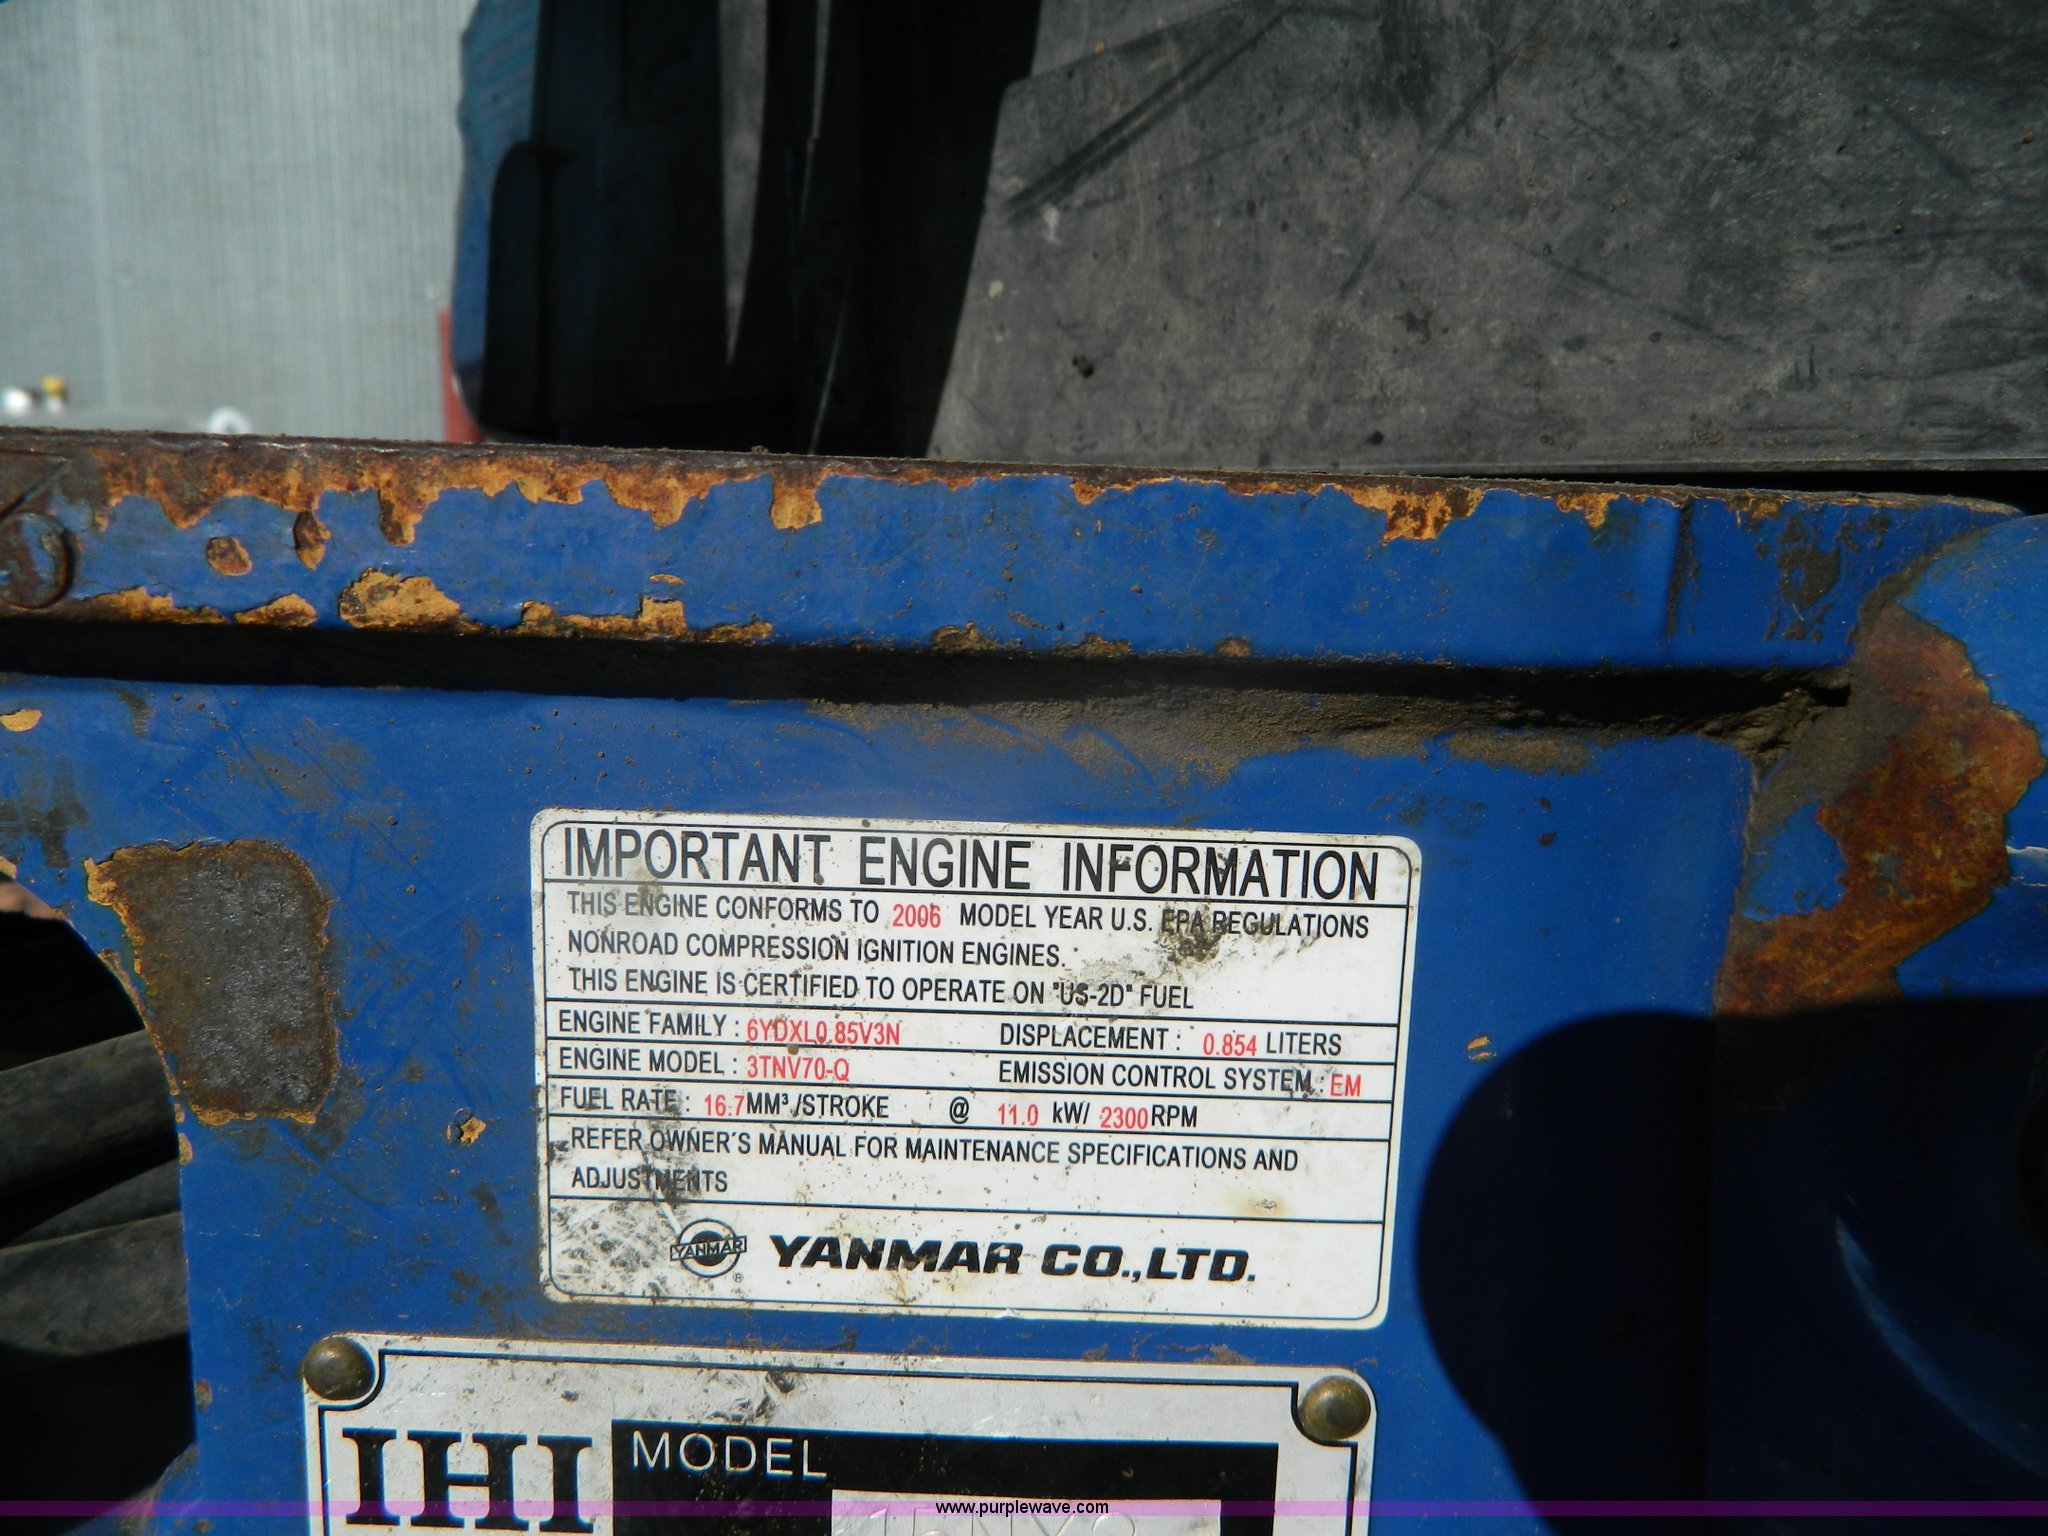 IMPORTANT ENGINE INFORMATION
THIS ENGINE CONFORMS TO 2006 MODEL YEAR U.S. EPA REGULATIONS
NONROAD COMPRESSION IGNITION ENGINES.
THIS ENGINE IS CERTIFIED TO OPERATE ON "US-2D" FUEL
ENGINE FAMILY : 6YDXL0.85V3N DISPLACEMENT : 0.854 LITERS
ENGINE MODEL : 3TNV70-Q EMISSION CONTROL SYSTEM : EM
FUEL RATE : 16.7MM³/STROKE @ 11.0 kW/ 2300RPM
REFER OWNER'S MANUAL FOR MAINTENANCE SPECIFICATIONS AND
ADJUSTMENTS
YANMAR ® YANMAR CO.,LTD.
IHI MODEL
www.purplewave.com